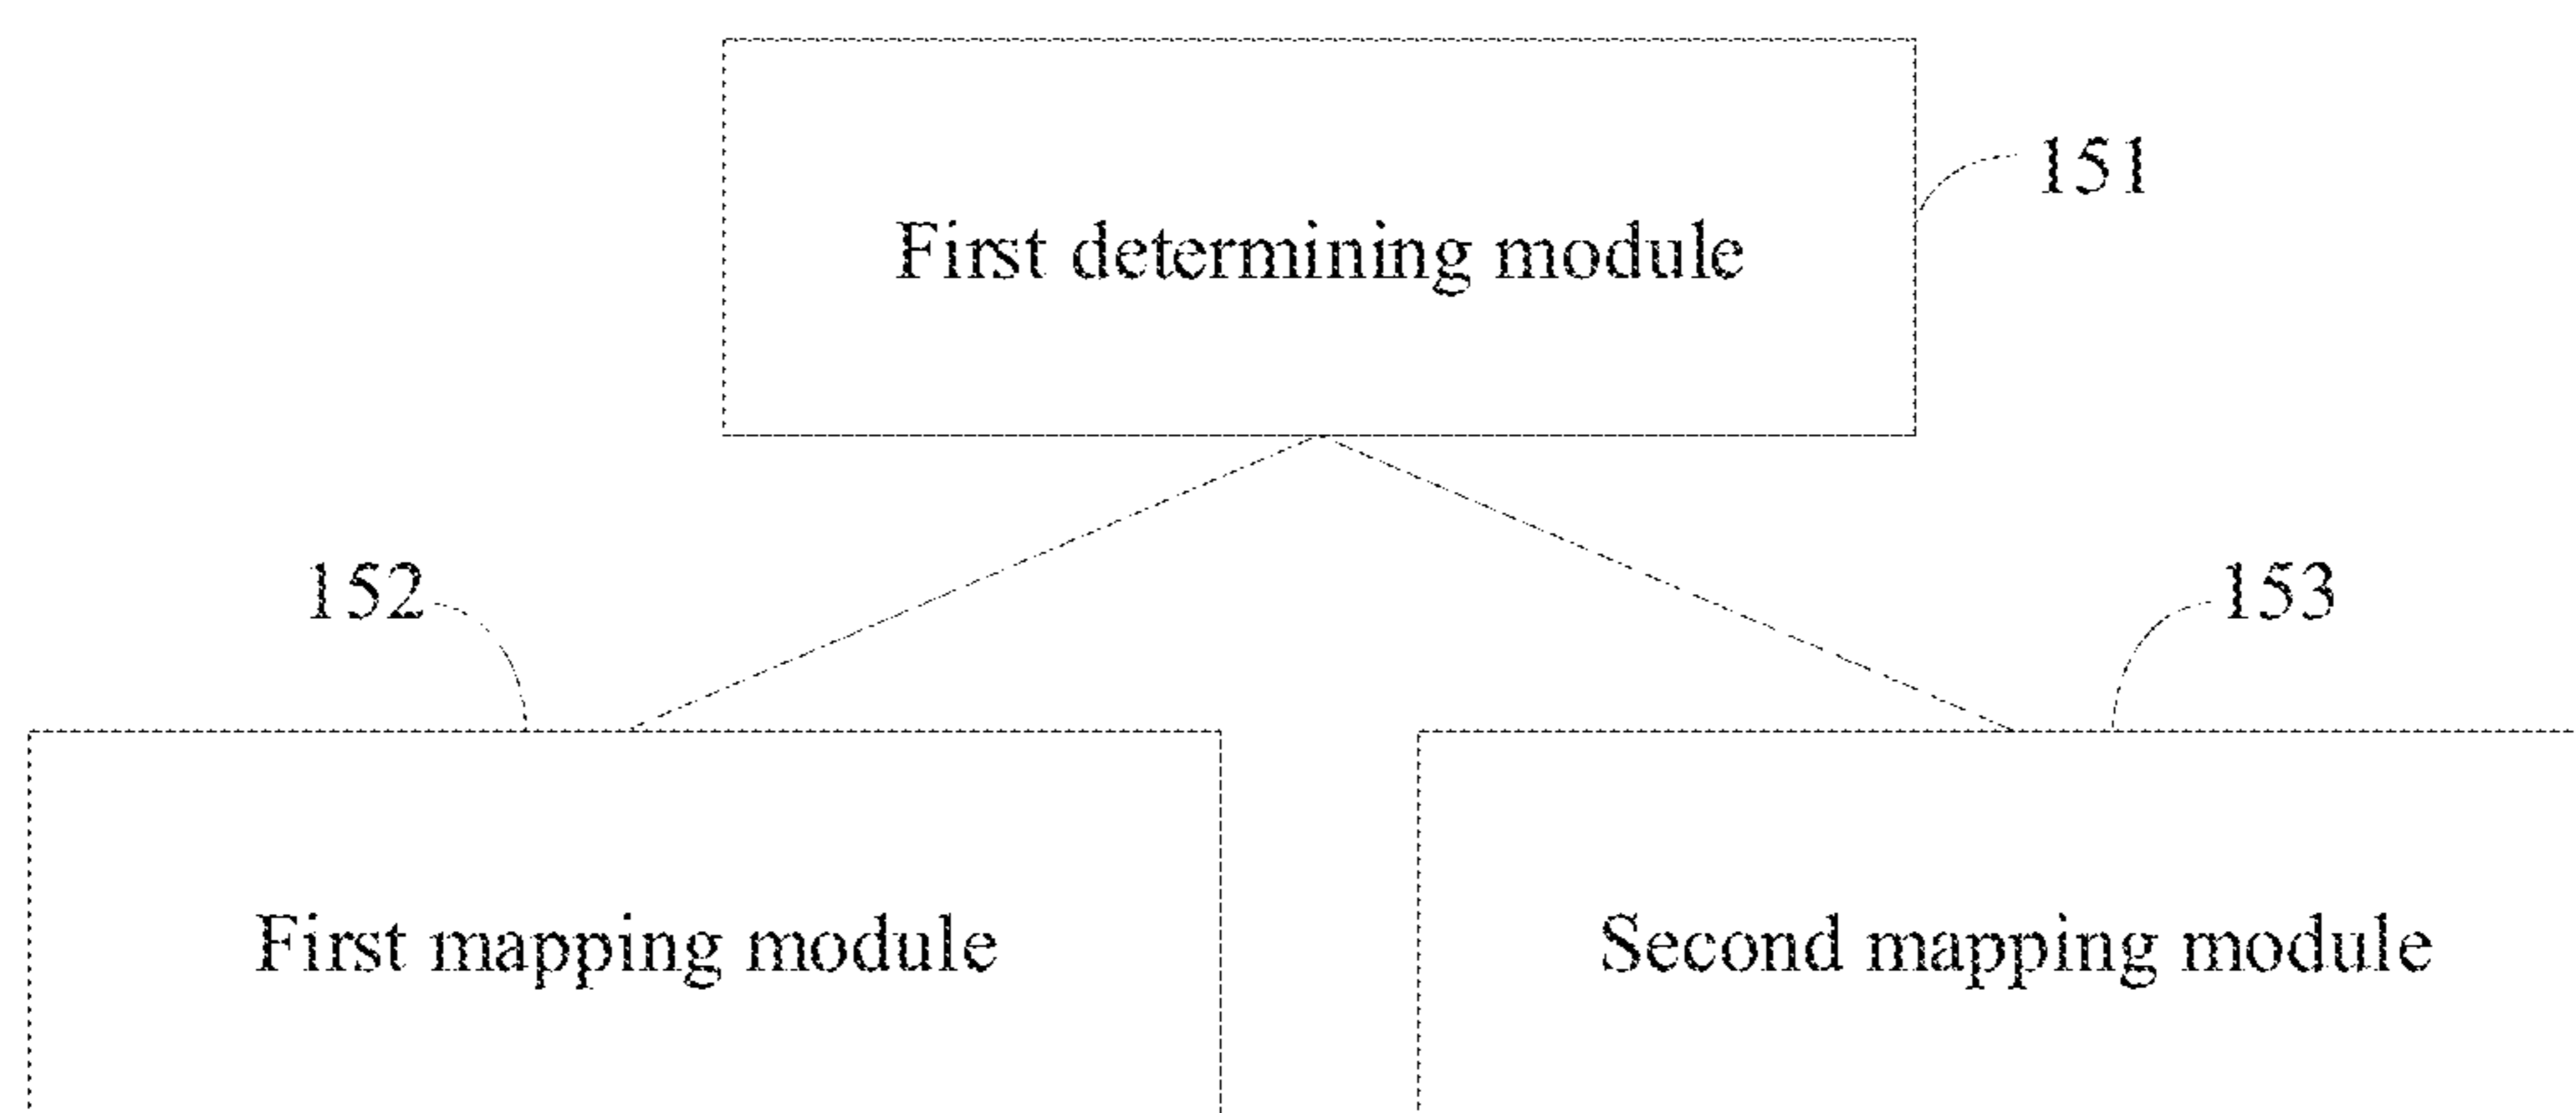 151
First determining module
152
153
First mapping module
Second mapping module